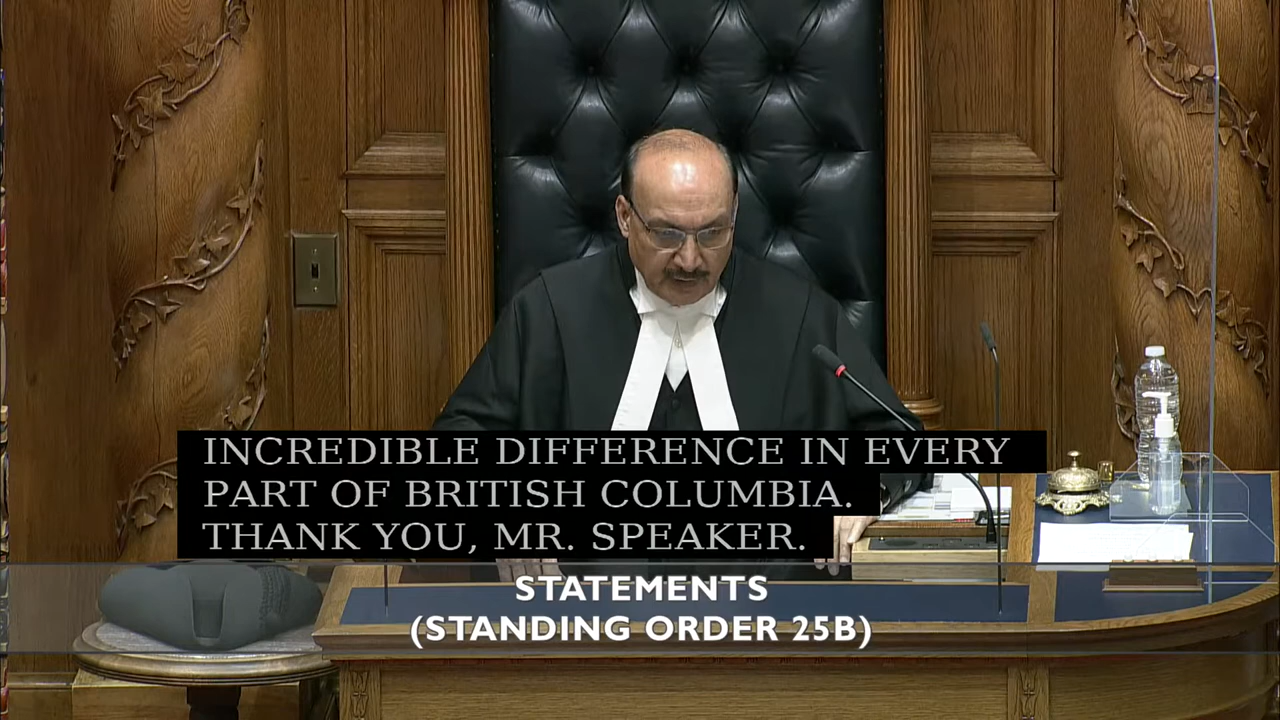 INCREDIBLE DIFFERENCE IN EVERY
PART OF BRITISH COLUMBIA.
THANK YOU, MR. SPEAKER.
STATEMENTS
(STANDING ORDER 25B)